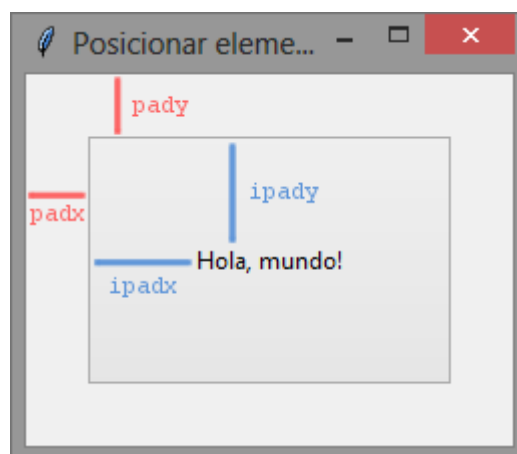 Posicionar eleme...
pady
ipady
padx
Hola, mundo!
ipadx